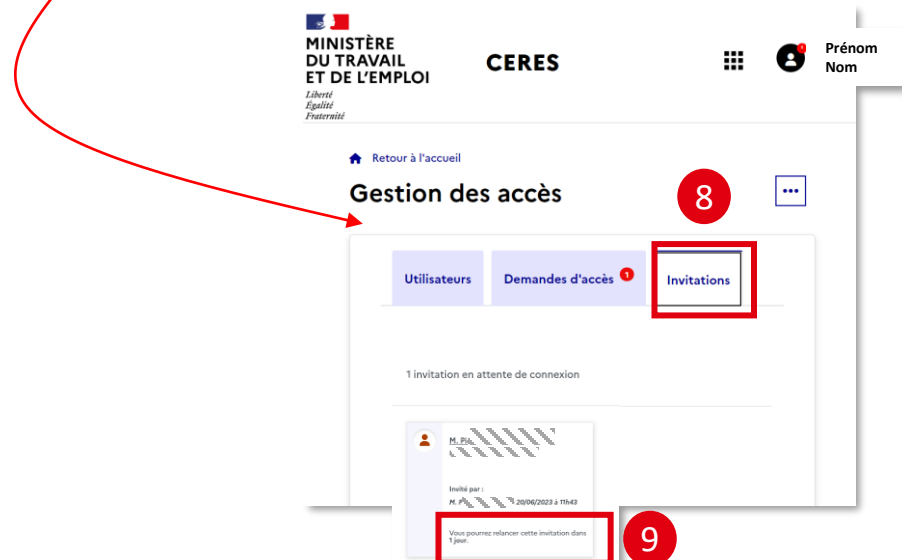 MINISTÈRE
DU TRAVAIL
ET DE L'EMPLOI
Liberté
Égalité
Fraternité
CERES
Prénom
Nom
Retour à l'accueil
Gestion des accès
8
Utilisateurs
Demandes d'accès 1
Invitations
1 invitation en attente de connexion
M.
Invité par :
M. 20/06/2023 à 11h43
Vous pourrez relancer cette invitation dans
1 jour.
9